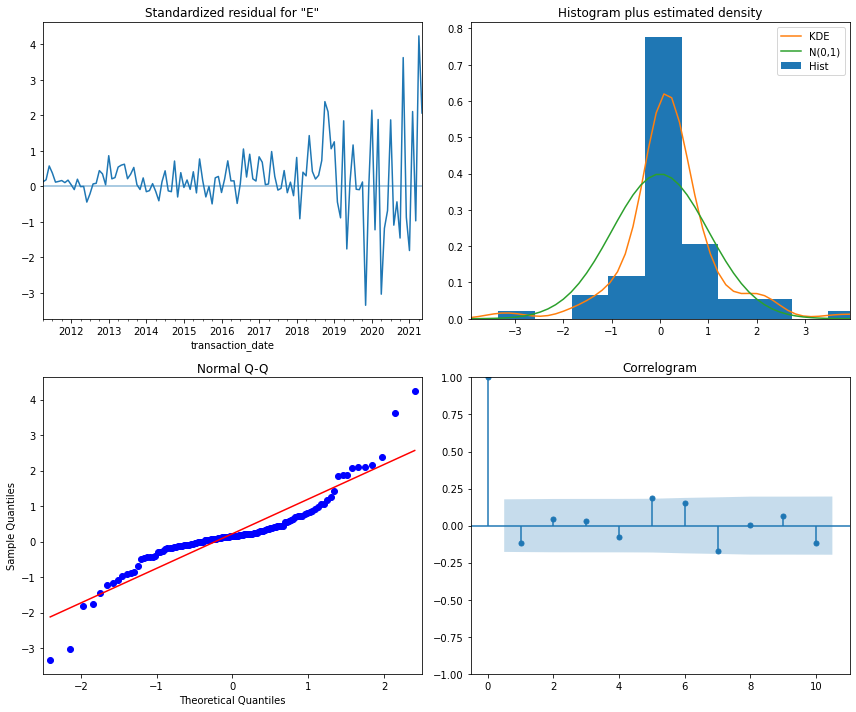 Standardized residual for "E"
4
3
2
1
0
−1
−2
−3
2012 2013 2014 2015 2016 2017 2018 2019 2020 2021
transaction_date
Histogram plus estimated density
KDE
N(0,1)
Hist
0.8
0.7
0.6
0.5
0.4
0.3
0.2
0.1
0.0
−3 −2 −1 0 1 2 3
Normal Q-Q
Sample Quantiles
4
3
2
1
0
−1
−2
−3
−2 −1 0 1 2
Theoretical Quantiles
Correlogram
1.00
0.75
0.50
0.25
0.00
−0.25
−0.50
−0.75
−1.00
0 2 4 6 8 10